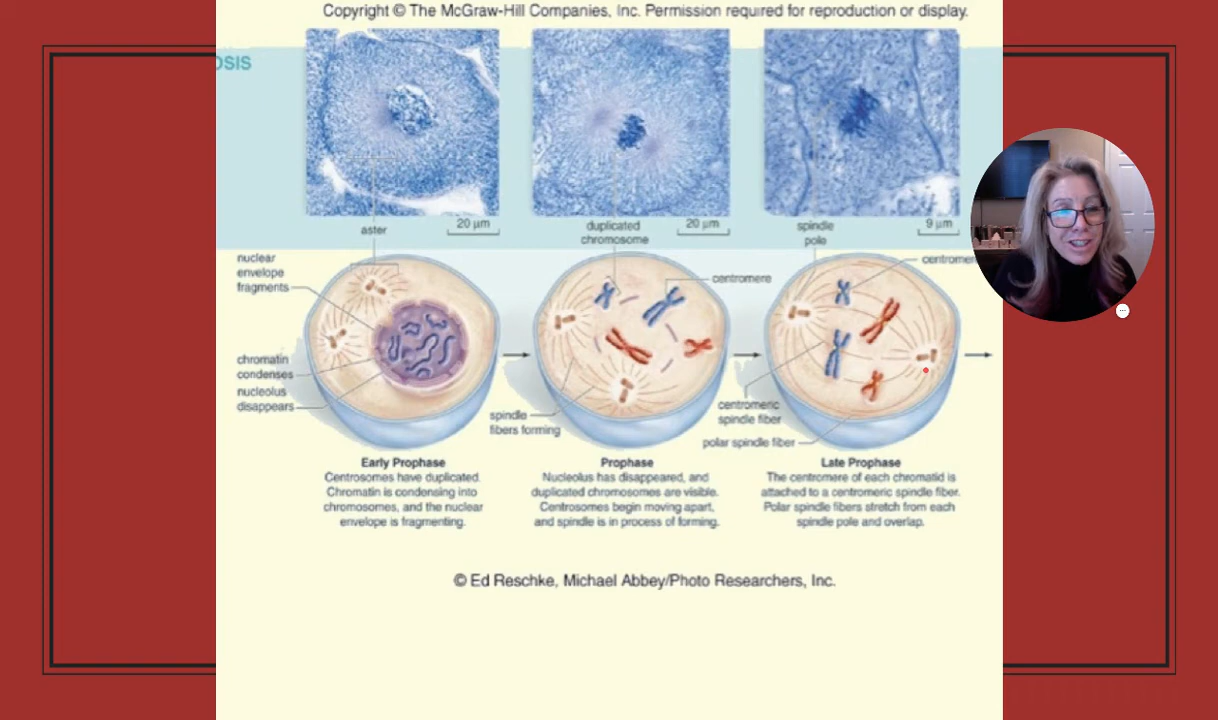 Copyright © The McGraw-Hill Companies, Inc. Permission required for reproduction or display.
OSIS
20 μm
20 μm
9 μm
aster
duplicated
chromosome
spindle
pole
nuclear
envelope
fragments
centromere
chromatin
condenses
nucleolus
disappears
spindle
fibers forming
centromeric
spindle fiber
polar spindle fiber
Early Prophase
Centrosomes have duplicated.
Chromatin is condensing into
chromosomes, and the nuclear
envelope is fragmenting.
Prophase
Nucleolus has disappeared, and
duplicated chromosomes are visible.
Centrosomes begin moving apart,
and spindle is in process of forming.
Late Prophase
The centromere of each chromatid is
attached to a centromeric spindle fiber.
Polar spindle fibers stretch from each
spindle pole and overlap.
© Ed Reschke, Michael Abbey/Photo Researchers, Inc.